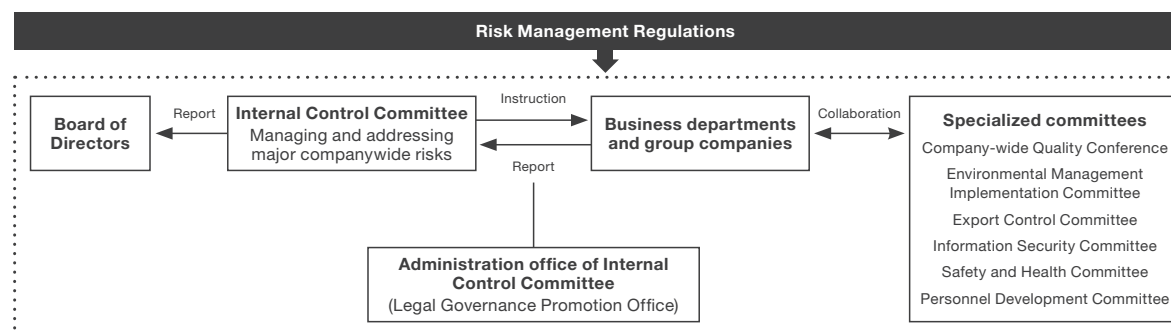 Risk Management Regulations
Board of
Directors
Report
Internal Control Committee
Managing and addressing
major companywide risks
Instruction
Report
Business departments
and group companies
Collaboration
Specialized committees
Company-wide Quality Conference
Environmental Management
Implementation Committee
Export Control Committee
Information Security Committee
Safety and Health Committee
Personnel Development Committee
Administration office of Internal
Control Committee
(Legal Governance Promotion Office)